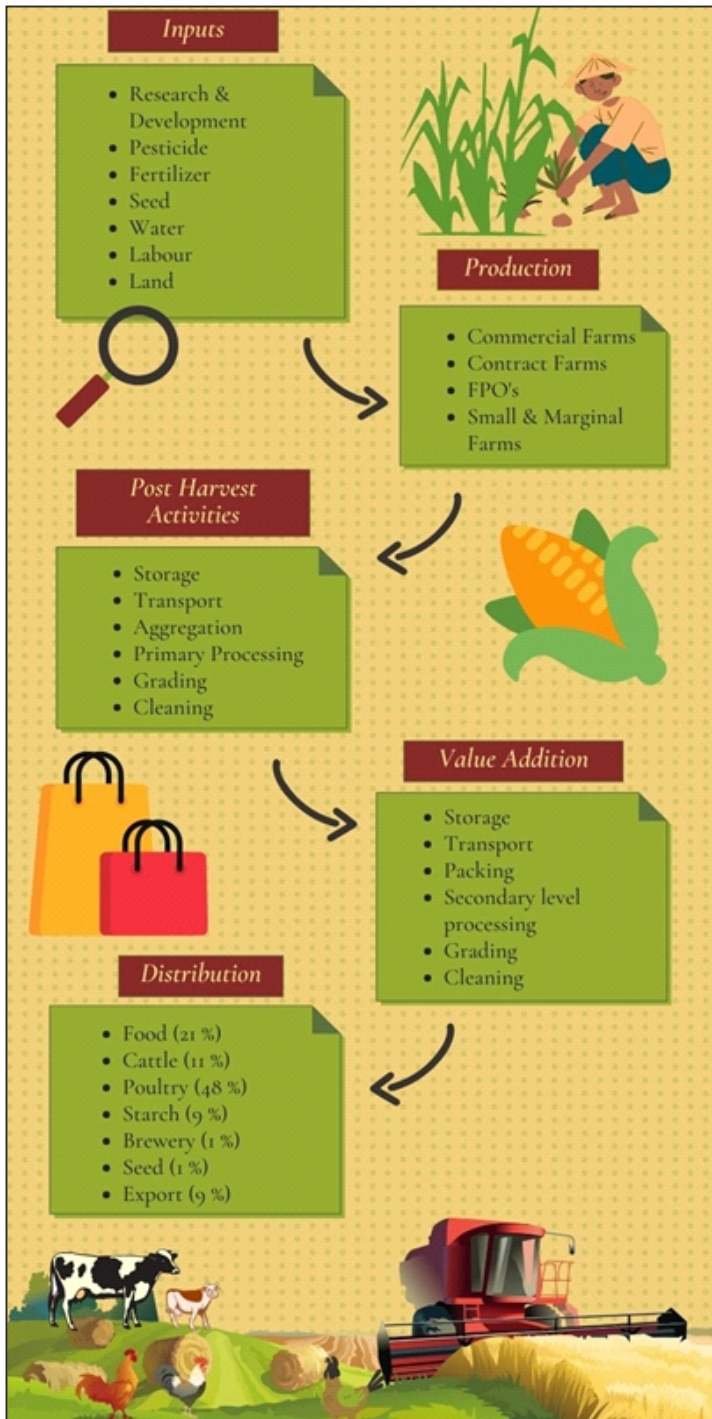 Inputs
• Research &
Development
• Pesticide
• Fertilizer
• Seed
• Water
• Labour
• Land
Production
• Commercial Farms
• Contract Farms
• FPO's
• Small & Marginal
Farms
Post Harvest
Activities
• Storage
• Transport
• Aggregation
• Primary Processing
• Grading
• Cleaning
Value Addition
• Storage
• Transport
• Packing
• Secondary level
processing
• Grading
• Cleaning
Distribution
• Food (21 %)
• Cattle (11 %)
• Poultry (48 %)
• Starch (9 %)
• Brewery (1 %)
• Seed (1 %)
• Export (9 %)